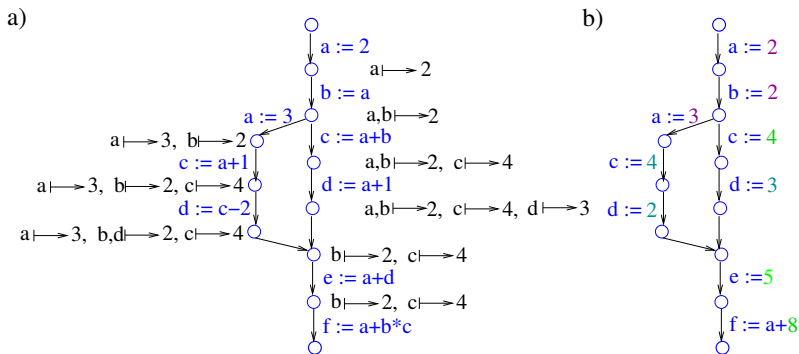 a)
a := 2
a ⟼ 2
b := a
a := 3
a,b ⟼ 2
a ⟼ 3, b ⟼ 2
c := a+b
c := a+1
a,b ⟼ 2, c ⟼ 4
a ⟼ 3, b ⟼ 2, c ⟼ 4
d := a+1
d := c−2
a,b ⟼ 2, c ⟼ 4, d ⟼ 3
a ⟼ 3, b,d ⟼ 2, c ⟼ 4
b ⟼ 2, c ⟼ 4
e := a+d
b ⟼ 2, c ⟼ 4
f := a+b*c
b)
a := 2
b := 2
a := 3
c := 4
c := 4
d := 3
d := 2
e :=5
f := a+8